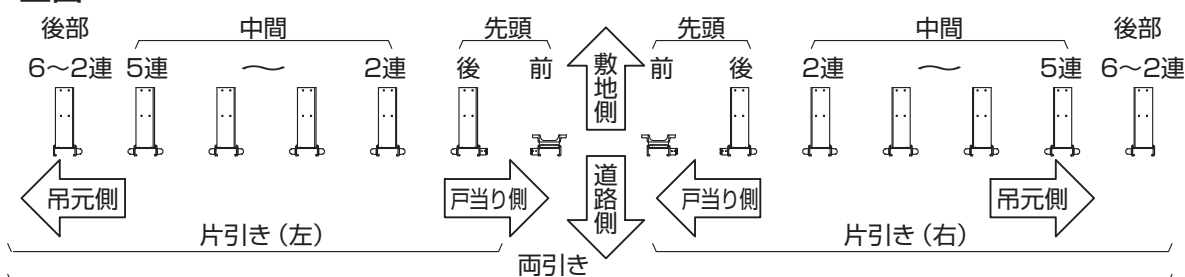 後部 中間 先頭 先頭 中間 後部
6〜2連 5連 〜 2連 後 前 敷地側 前 後 2連 〜 5連 6〜2連
吊元側 戸当り側 道路側 戸当り側 吊元側
片引き（左） 片引き（右）
両引き